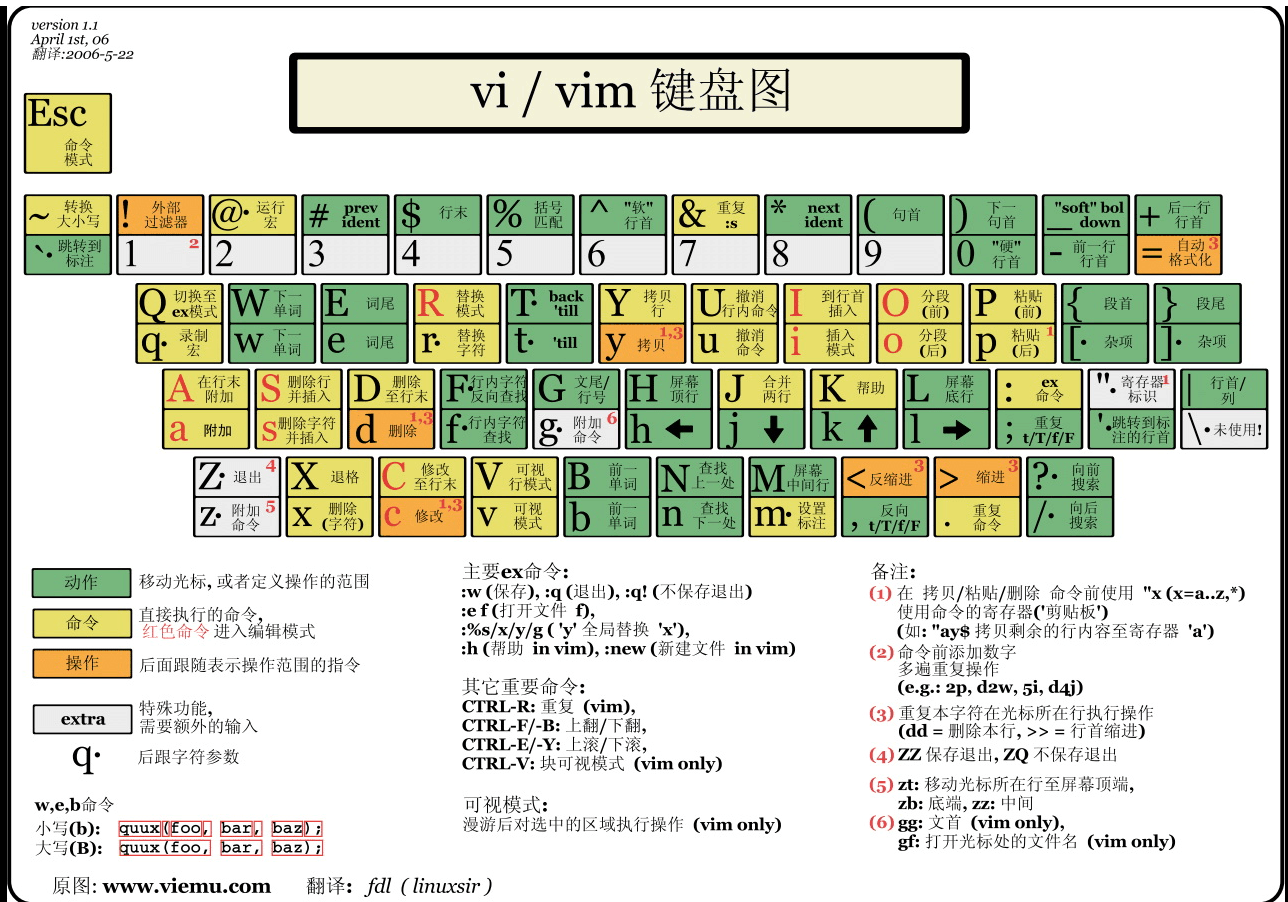 version 1.1
April 1st, 06
翻译:2006-5-22
vi / vim 键盘图
Esc
命令
模式
~ 转换
大小写
`· 跳转到
标注
! 外部
过滤器
1 2
@· 运行
宏
2
# prev
ident
3
$ 行末
4
% 括号
匹配
5
^ "软"
行首
6
& 重复
:s
7
* next
ident
8
( 句首
9
) 下一
句首
0 "硬"
行首
"soft" bol
_ down
- 前一行
行首
+ 后一行
行首
= 自动 3
格式化
Q 切换至
ex模式
q· 录制
宏
W 下一
单词
w 下一
单词
E 词尾
e 词尾
R 替换
模式
r· 替换
字符
T· back
'till
t· 'till
Y 拷贝
行
y 拷贝 1,3
U 撤消
行内命令
u 撤消
命令
I 到行首
插入
i 插入
模式
O 分段
(前)
o 分段
(后)
P 粘贴
(前)
p 粘贴 1
(后)
{ 段首
[· 杂项
} 段尾
]· 杂项
A 在行末
附加
a 附加
S 删除行
并插入
s 删除字符
并插入
D 删除
至行末
d 删除 1,3
F· 行内字符
反向查找
f· 行内字符
查找
G 文尾/
行号
g· 附加 6
命令
H 屏幕
顶行
h ←
J 合并
两行
j ↓
K 帮助
k ↑
L 屏幕
底行
l →
: ex
命令
; 重复
t/T/f/F
"· 寄存器 1
标识
'· 跳转到标
注的行首
| 行首/
列
\· 未使用!
Z· 退出 4
z· 附加 5
命令
X 退格
x 删除
(字符)
C 修改
至行末
c 修改 1,3
V 可视
行模式
v 可视
模式
B 前一
单词
b 前一
单词
N 查找
上一处
n 查找
下一处
M 屏幕
中间行
m· 设置
标注
< 反缩进 3
, 反向
t/T/f/F
> 缩进 3
. 重复
命令
?· 向前
搜索
/· 向后
搜索
动作 移动光标, 或者定义操作的范围
命令 直接执行的命令,
红色命令 进入编辑模式
操作 后面跟随表示操作范围的指令
extra 特殊功能,
需要额外的输入
q· 后跟字符参数
w,e,b命令
小写(b): quux(foo, bar, baz);
大写(B): quux(foo, bar, baz);
主要ex命令:
:w (保存), :q (退出), :q! (不保存退出)
:e f (打开文件 f),
:%s/x/y/g ( 'y' 全局替换 'x'),
:h (帮助 in vim), :new (新建文件 in vim)
其它重要命令:
CTRL-R: 重复 (vim),
CTRL-F/-B: 上翻/下翻,
CTRL-E/-Y: 上滚/下滚,
CTRL-V: 块可视模式 (vim only)
可视模式:
漫游后对选中的区域执行操作 (vim only)
备注:
(1) 在 拷贝/粘贴/删除 命令前使用 "x (x=a..z,*)
使用命令的寄存器('剪贴板')
(如: "ay$ 拷贝剩余的行内容至寄存器 'a')
(2) 命令前添加数字
多遍重复操作
(e.g.: 2p, d2w, 5i, d4j)
(3) 重复本字符在光标所在行执行操作
(dd = 删除本行, >> = 行首缩进)
(4) ZZ 保存退出, ZQ 不保存退出
(5) zt: 移动光标所在行至屏幕顶端,
zb: 底端, zz: 中间
(6) gg: 文首 (vim only),
gf: 打开光标处的文件名 (vim only)
原图: www.viemu.com 翻译: fdl ( linuxsir )